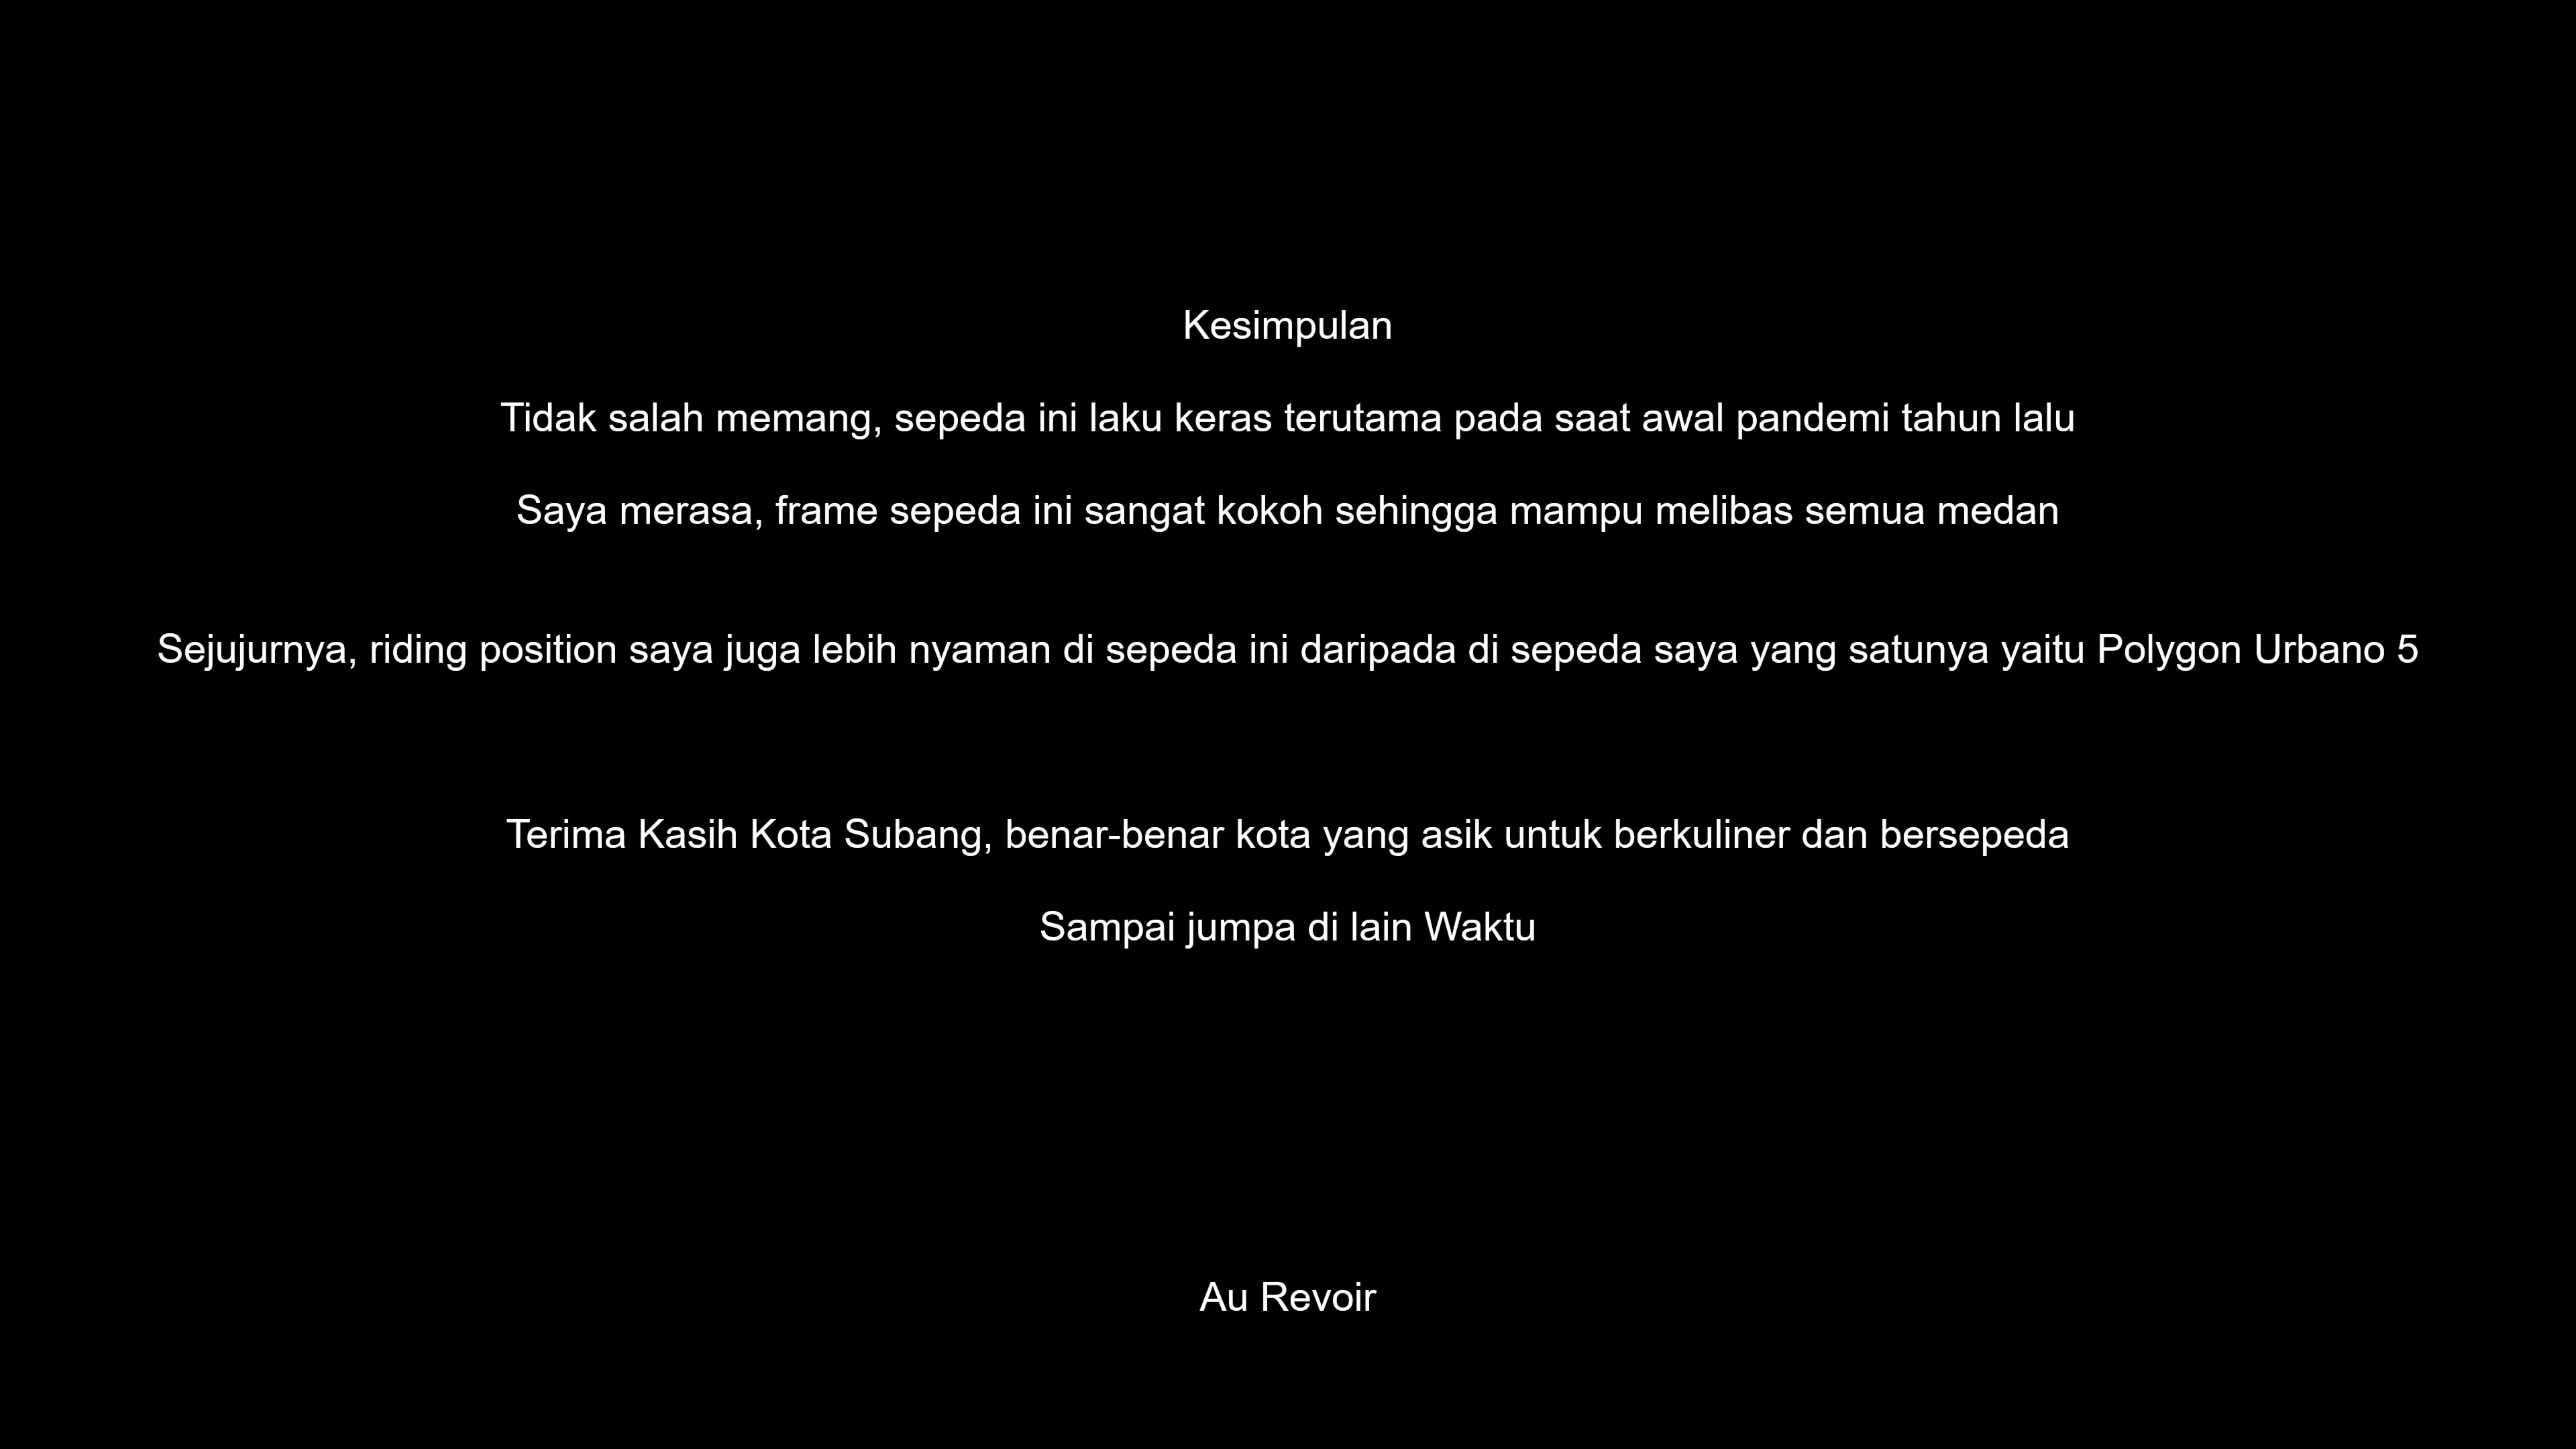 Kesimpulan
Tidak salah memang, sepeda ini laku keras terutama pada saat awal pandemi tahun lalu
Saya merasa, frame sepeda ini sangat kokoh sehingga mampu melibas semua medan
Sejujurnya, riding position saya juga lebih nyaman di sepeda ini daripada di sepeda saya yang satunya yaitu Polygon Urbano 5
Terima Kasih Kota Subang, benar-benar kota yang asik untuk berkuliner dan bersepeda
Sampai jumpa di lain Waktu
Au Revoir